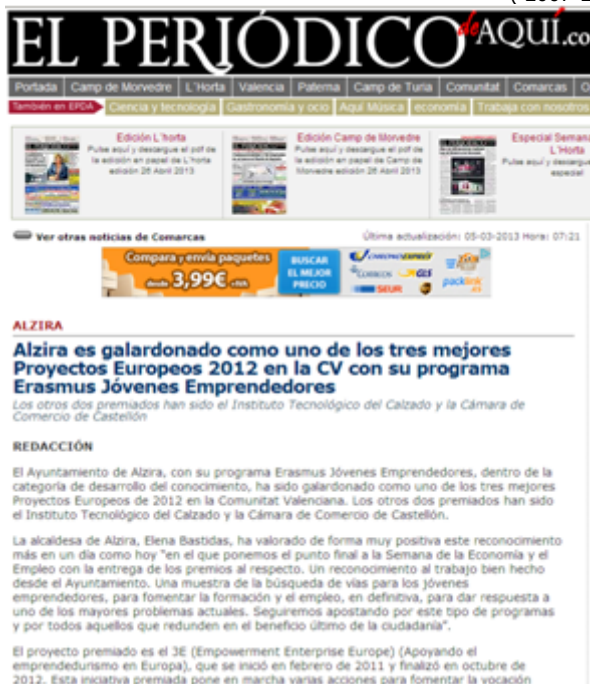 EL PERIÓDICO deAQUÍ.co
Portada Camp de Morvedre L'Horta Valencia Paterna Camp de Turia Comunitat Comarcas O
También en EPDA Ciencia y tecnología Gastronomía y ocio Aquí Música economía Trabaja con nosotros
Edición L'horta
Pulse aquí y descargue el pdf de
la edición en papel de L'horta
edición 26 Abril 2013
Edición Camp de Morvedre
Pulse aquí y descargue el pdf de
la edición en papel de Camp de
Morvedre edición 26 Abril 2013
Especial Semana
L'Horta
Pulse aquí y descargue
especial
Ver otras noticias de Comarcas
Última actualización: 05-03-2013 Hora: 07:21
Compara y envía paquetes
desde 3,99€ +IVA
BUSCAR
EL MEJOR
PRECIO
CHRONOEXPRES
CORREOS GLS
SEUR
packlink
.es
ALZIRA
Alzira es galardonado como uno de los tres mejores
Proyectos Europeos 2012 en la CV con su programa
Erasmus Jóvenes Emprendedores
Los otros dos premiados han sido el Instituto Tecnológico del Calzado y la Cámara de
Comercio de Castellón
REDACCIÓN
El Ayuntamiento de Alzira, con su programa Erasmus Jóvenes Emprendedores, dentro de la
categoría de desarrollo del conocimiento, ha sido galardonado como uno de los tres mejores
Proyectos Europeos de 2012 en la Comunitat Valenciana. Los otros dos premiados han sido
el Instituto Tecnológico del Calzado y la Cámara de Comercio de Castellón.
La alcaldesa de Alzira, Elena Bastidas, ha valorado de forma muy positiva este reconocimiento
más en un día como hoy "en el que ponemos el punto final a la Semana de la Economía y el
Empleo con la entrega de los premios al respecto. Un reconocimiento al trabajo bien hecho
desde el Ayuntamiento. Una muestra de la búsqueda de vías para los jóvenes
emprendedores, para fomentar la formación y el empleo, en definitiva, para dar respuesta a
uno de los mayores problemas actuales. Seguiremos apostando por este tipo de programas
y por todos aquellos que redunden en el beneficio último de la ciudadanía".
El proyecto premiado es el 3E (Empowerment Enterprise Europe) (Apoyando el
emprendedurismo en Europa), que se inició en febrero de 2011 y finalizó en octubre de
2012. Esta iniciativa premiada pone en marcha varias acciones para fomentar la vocación